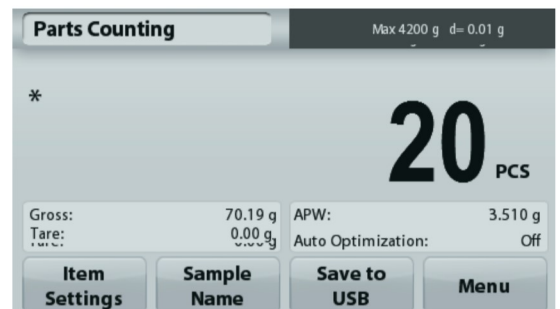 Parts Counting
Max 4200 g d= 0.01 g
*
20 PCS
Gross: 70.19 g
Tare: 0.00 g
APW: 3.510 g
Auto Optimization: Off
Item Settings
Sample Name
Save to USB
Menu